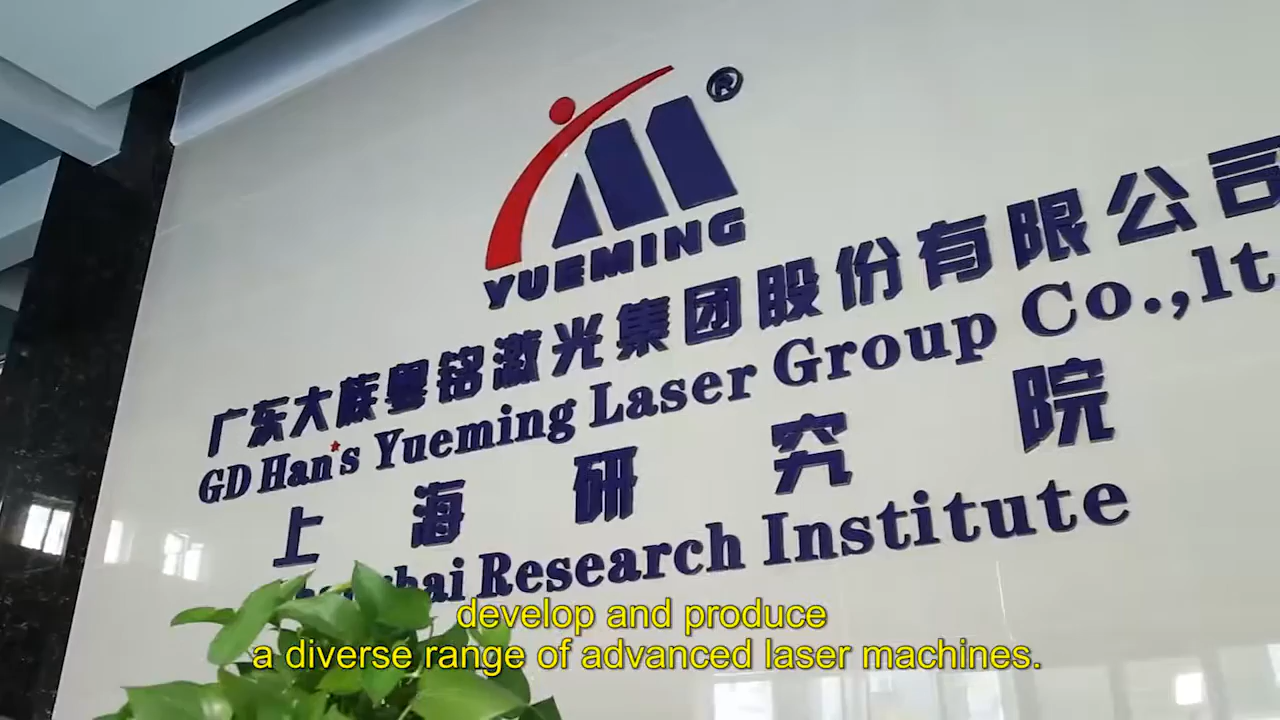 ®
YUEMING
广东大族粤铭激光集团股份有限公司
GD Han's Yueming Laser Group Co.,lt
上海研究院
Research Institute
develop and produce
a diverse range of advanced laser machines.